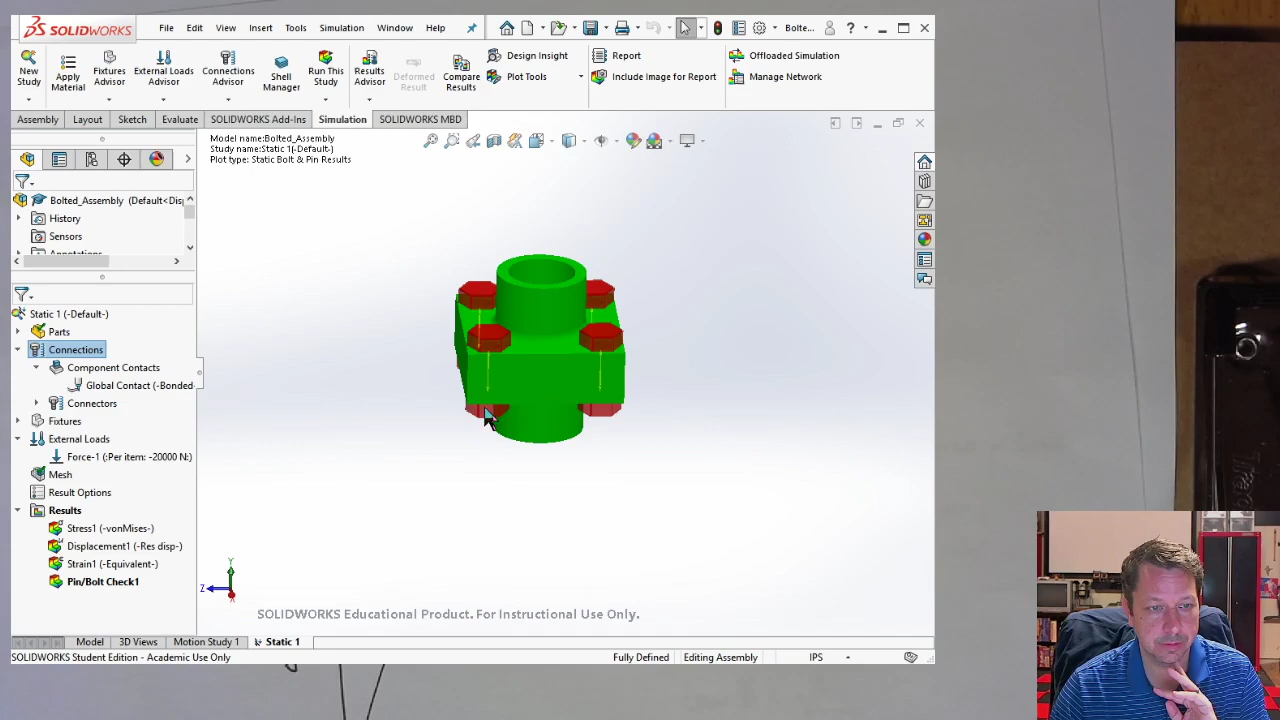 SOLIDWORKS
File Edit View Insert Tools Simulation Window Help
Bolte...
New Study
Apply Material
Fixtures Advisor
External Loads Advisor
Connections Advisor
Shell Manager
Run This Study
Results Advisor
Deformed Result
Compare Results
Design Insight
Plot Tools
Report
Include Image for Report
Offloaded Simulation
Manage Network
Assembly Layout Sketch Evaluate SOLIDWORKS Add-Ins Simulation SOLIDWORKS MBD
Model name:Bolted_Assembly
Study name:Static 1(-Default-)
Plot type: Static Bolt & Pin Results
Bolted_Assembly (Default<Dis
History
Sensors
Annotations
Static 1 (-Default-)
Parts
Connections
Component Contacts
Global Contact (-Bonded-
Connectors
Fixtures
External Loads
Force-1 (:Per item: -20000 N:)
Mesh
Result Options
Results
Stress1 (-vonMises-)
Displacement1 (-Res disp-)
Strain1 (-Equivalent-)
Pin/Bolt Check1
Y
Z
X
SOLIDWORKS Educational Product. For Instructional Use Only.
Model 3D Views Motion Study 1 Static 1
SOLIDWORKS Student Edition - Academic Use Only
Fully Defined Editing Assembly IPS